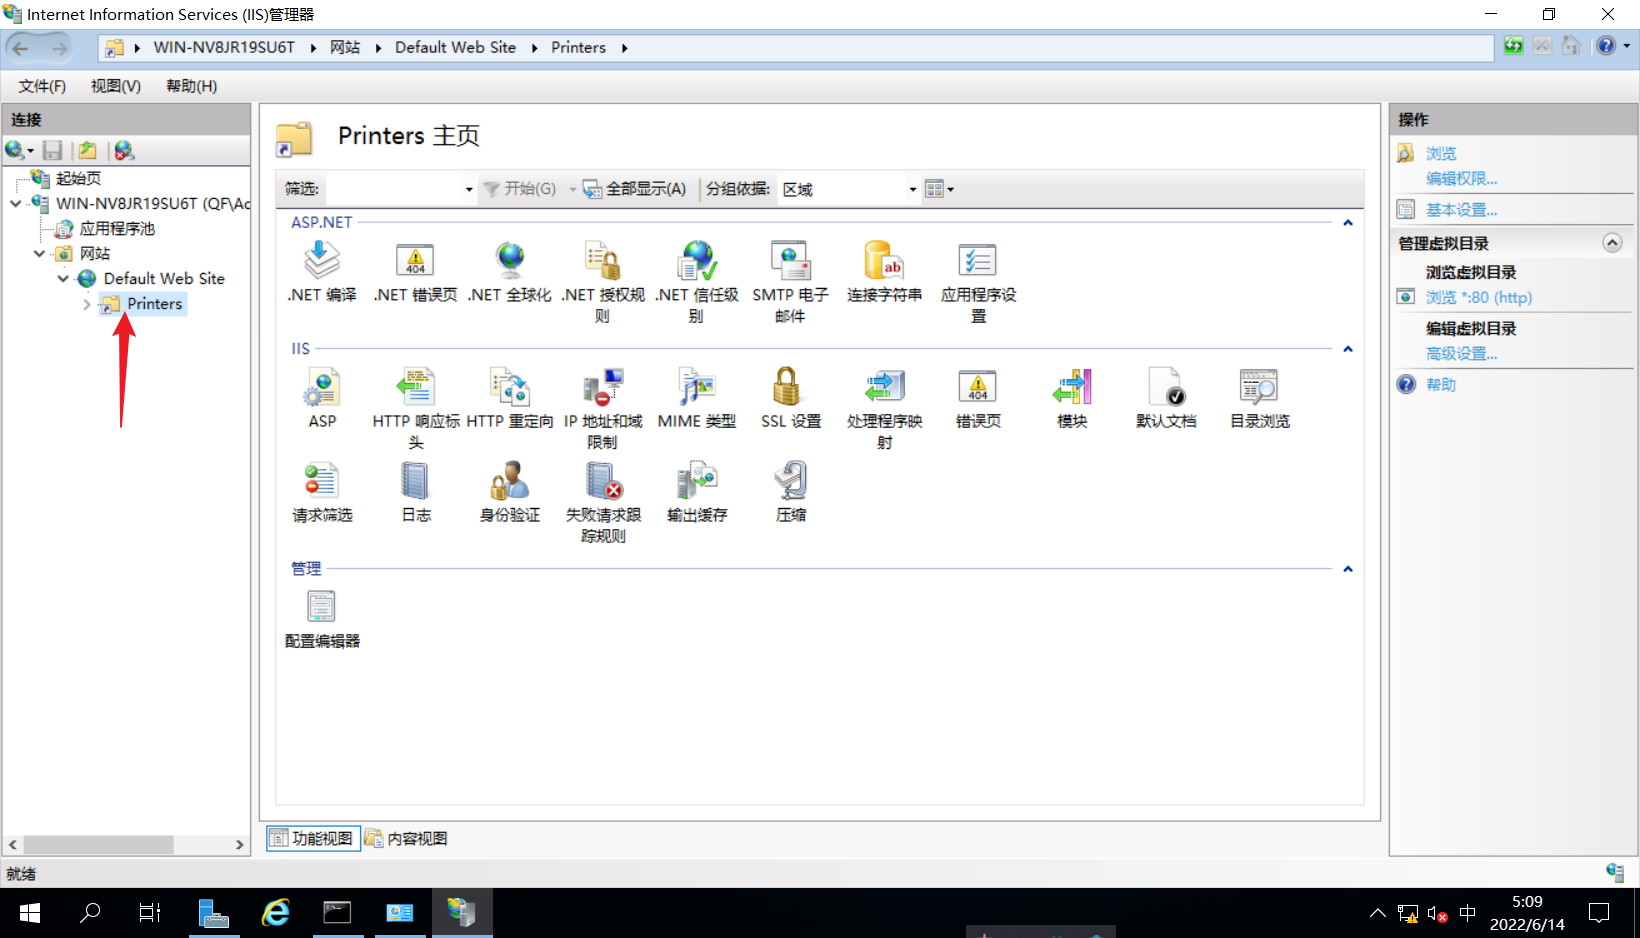 Internet Information Services (IIS)管理器
WIN-NV8JR19SU6T
网站
Default Web Site
Printers
文件(F)
视图(V)
帮助(H)
连接
起始页
WIN-NV8JR19SU6T (QF\Ac
应用程序池
网站
Default Web Site
Printers
Printers 主页
筛选:
开始(G)
全部显示(A)
分组依据:
区域
ASP.NET
.NET 编译
.NET 错误页
.NET 全球化
.NET 授权规
则
.NET 信任级
别
SMTP 电子
邮件
连接字符串
应用程序设
置
IIS
ASP
HTTP 响应标
头
HTTP 重定向
IP 地址和域
限制
MIME 类型
SSL 设置
处理程序映
射
错误页
模块
默认文档
目录浏览
请求筛选
日志
身份验证
失败请求跟
踪规则
输出缓存
压缩
管理
配置编辑器
功能视图
内容视图
操作
浏览
编辑权限...
基本设置...
管理虚拟目录
浏览虚拟目录
浏览 *:80 (http)
编辑虚拟目录
高级设置...
帮助
就绪
中
5:09
2022/6/14